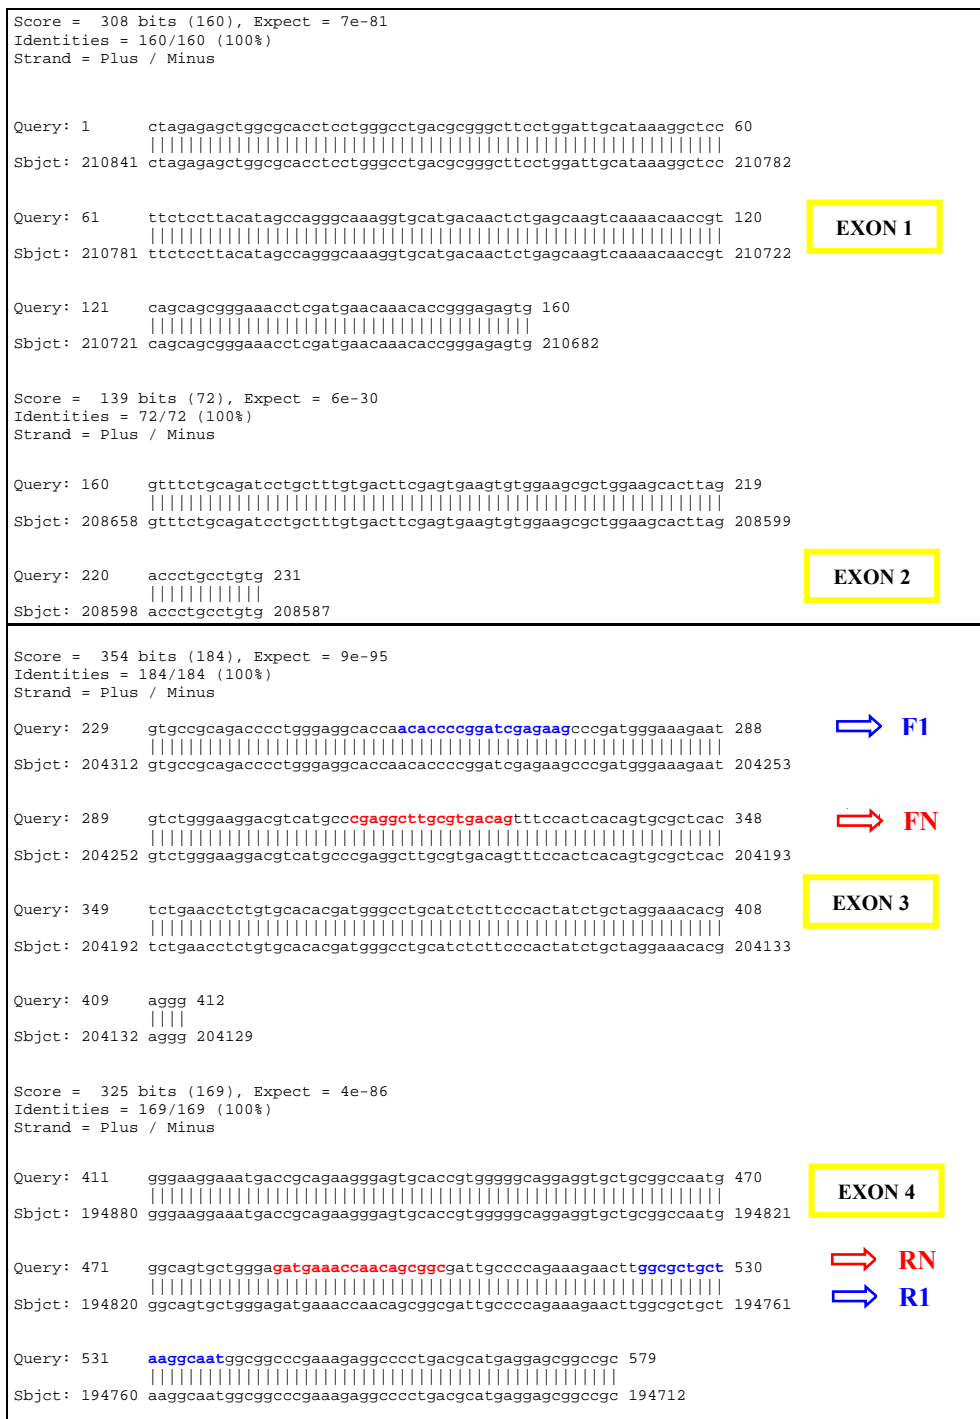 Score =  308 bits (160), Expect = 7e-81
Identities = 160/160 (100%)
Strand = Plus / Minus
Query: 1 ctagagagctggcgcacctcctgggcctgacgcgggcttcctggattgcataaaggctcc 60
||||||||||||||||||||||||||||||||||||||||||||||||||||||||||||
Sbjct: 210841 ctagagagctggcgcacctcctgggcctgacgcgggcttcctggattgcataaaggctcc 210782
Query: 61 ttctccttacatagccagggcaaaggtgcatgacaactctgagcaagtcaaaacaaccgt 120
||||||||||||||||||||||||||||||||||||||||||||||||||||||||||||
EXON 1
Sbjct: 210781 ttctccttacatagccagggcaaaggtgcatgacaactctgagcaagtcaaaacaaccgt 210722
Query: 121 cagcagcgggaaacctcgatgaacaaacaccgggagagtg 160
||||||||||||||||||||||||||||||||||||||||
Sbjct: 210721 cagcagcgggaaacctcgatgaacaaacaccgggagagtg 210682
Score =  139 bits (72), Expect = 6e-30
Identities = 72/72 (100%)
Strand = Plus / Minus
Query: 160 gtttctgcagatcctgctttgtgacttcgagtgaagtgtggaagcgctggaagcacttag 219
||||||||||||||||||||||||||||||||||||||||||||||||||||||||||||
Sbjct: 208658 gtttctgcagatcctgctttgtgacttcgagtgaagtgtggaagcgctggaagcacttag 208599
Query: 220 accctgcctgtg 231
||||||||||||
EXON 2
Sbjct: 208598 accctgcctgtg 208587
Score =  354 bits (184), Expect = 9e-95
Identities = 184/184 (100%)
Strand = Plus / Minus
Query: 229 gtgccgcagacccctgggaggcaccaacaccccggatcgagaagcccgatgggaaagaat 288 F1
||||||||||||||||||||||||||||||||||||||||||||||||||||||||||||
Sbjct: 204312 gtgccgcagacccctgggaggcaccaacaccccggatcgagaagcccgatgggaaagaat 204253
Query: 289 gtctgggaaggacgtcatgcccgaggcttgcgtgacagtttccactcacagtgcgctcac 348 FN
||||||||||||||||||||||||||||||||||||||||||||||||||||||||||||
Sbjct: 204252 gtctgggaaggacgtcatgcccgaggcttgcgtgacagtttccactcacagtgcgctcac 204193
Query: 349 tctgaacctctgtgcacacgatgggcctgcatctcttcccactatctgctaggaaacacg 408 EXON 3
||||||||||||||||||||||||||||||||||||||||||||||||||||||||||||
Sbjct: 204192 tctgaacctctgtgcacacgatgggcctgcatctcttcccactatctgctaggaaacacg 204133
Query: 409 aggg 412
||||
Sbjct: 204132 aggg 204129
Score =  325 bits (169), Expect = 4e-86
Identities = 169/169 (100%)
Strand = Plus / Minus
Query: 411 gggaaggaaatgaccgcagaagggagtgcaccgtgggggcaggaggtgctgcggccaatg 470
||||||||||||||||||||||||||||||||||||||||||||||||||||||||||||
EXON 4
Sbjct: 194880 gggaaggaaatgaccgcagaagggagtgcaccgtgggggcaggaggtgctgcggccaatg 194821
Query: 471 ggcagtgctgggagatgaaaccaacagcggcgattgccccagaaagaacttggcgctgct 530 RN
||||||||||||||||||||||||||||||||||||||||||||||||||||||||||||
Sbjct: 194820 ggcagtgctgggagatgaaaccaacagcggcgattgccccagaaagaacttggcgctgct 194761 R1
Query: 531 aaggcaatggcggcccgaaagaggcccctgacgcatgaggagcggccgc 579
|||||||||||||||||||||||||||||||||||||||||||||||||
Sbjct: 194760 aaggcaatggcggcccgaaagaggcccctgacgcatgaggagcggccgc 194712